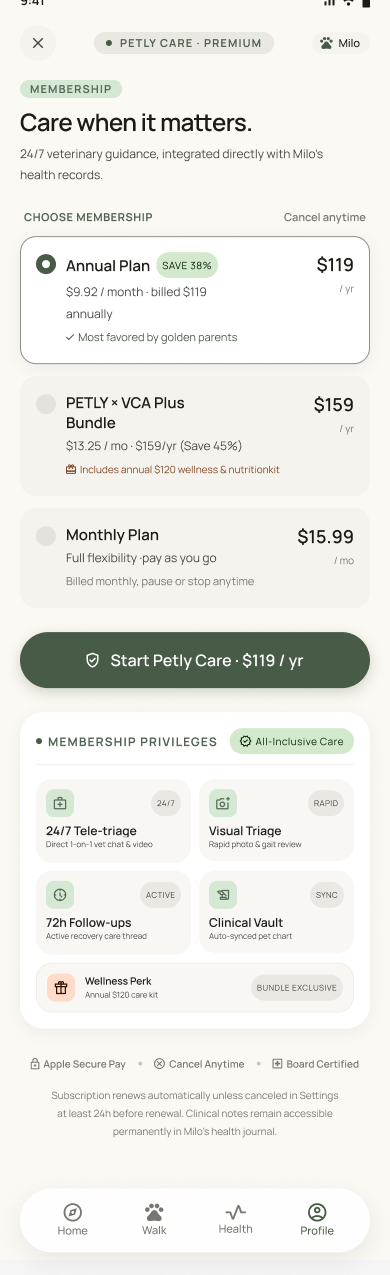 9:41
PETLY CARE · PREMIUM
Milo
MEMBERSHIP
Care when it matters.
24/7 veterinary guidance, integrated directly with Milo's
health records.
CHOOSE MEMBERSHIP
Cancel anytime
Annual Plan
SAVE 38%
$119
/ yr
$9.92 / month · billed $119
annually
Most favored by golden parents
PETLY × VCA Plus
Bundle
$159
/ yr
$13.25 / mo · $159/yr (Save 45%)
Includes annual $120 wellness & nutritionkit
Monthly Plan
$15.99
/ mo
Full flexibility ·pay as you go
Billed monthly, pause or stop anytime
Start Petly Care · $119 / yr
MEMBERSHIP PRIVILEGES
All-Inclusive Care
24/7
24/7 Tele-triage
Direct 1-on-1 vet chat & video
RAPID
Visual Triage
Rapid photo & gait review
ACTIVE
72h Follow-ups
Active recovery care thread
SYNC
Clinical Vault
Auto-synced pet chart
Wellness Perk
Annual $120 care kit
BUNDLE EXCLUSIVE
Apple Secure Pay
Cancel Anytime
Board Certified
Subscription renews automatically unless canceled in Settings
at least 24h before renewal. Clinical notes remain accessible
permanently in Milo's health journal.
Home
Walk
Health
Profile